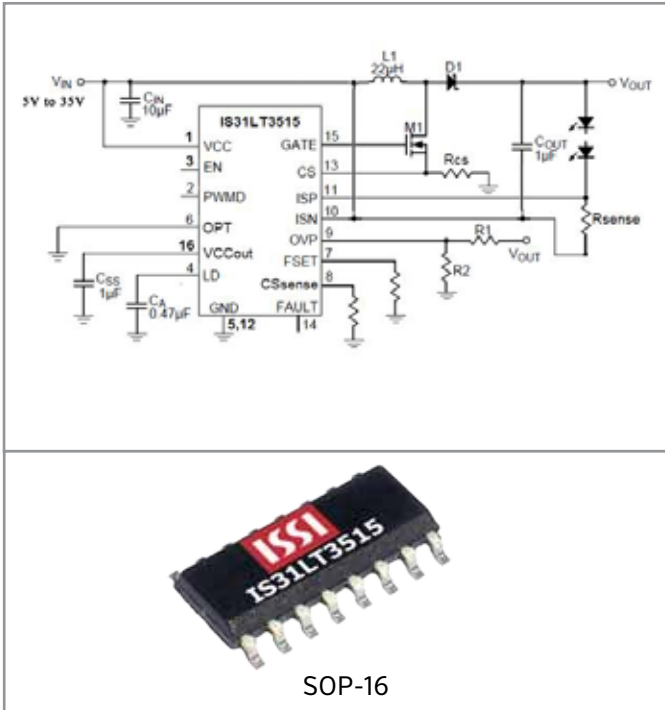 L1
22µH
D1
VIN
VOUT
5V to 35V
CIN
10µF
IS31LT3515
M1
COUT
1µF
1
VCC
GATE
15
3
EN
CS
13
Rcs
2
PWMD
ISP
11
ISN
10
Rsense
6
OPT
OVP
9
R1
VOUT
16
VCCout
FSET
7
R2
CSS
1µF
4
LD
CSsense
8
CA
0.47µF
GND
FAULT
5,12
14
ISSI
IS31LT3515
SOP-16